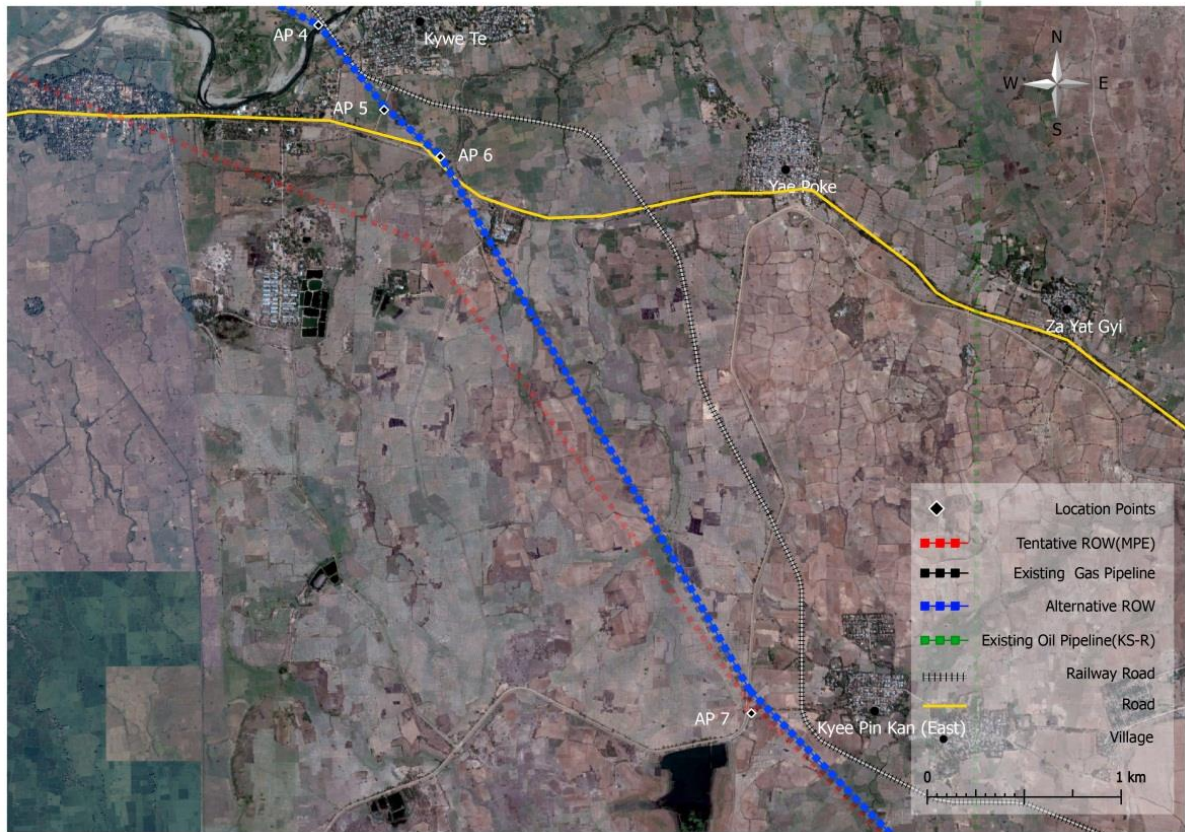 AP 4
Kywe Te
N
W
E
S
AP 5
AP 6
Yae Poke
Za Yat Gyi
Location Points
Tentative ROW(MPE)
Existing Gas Pipeline
Alternative ROW
Existing Oil Pipeline(KS-R)
Railway Road
Road
Village
AP 7
Kyee Pin Kan (East)
0
1 km